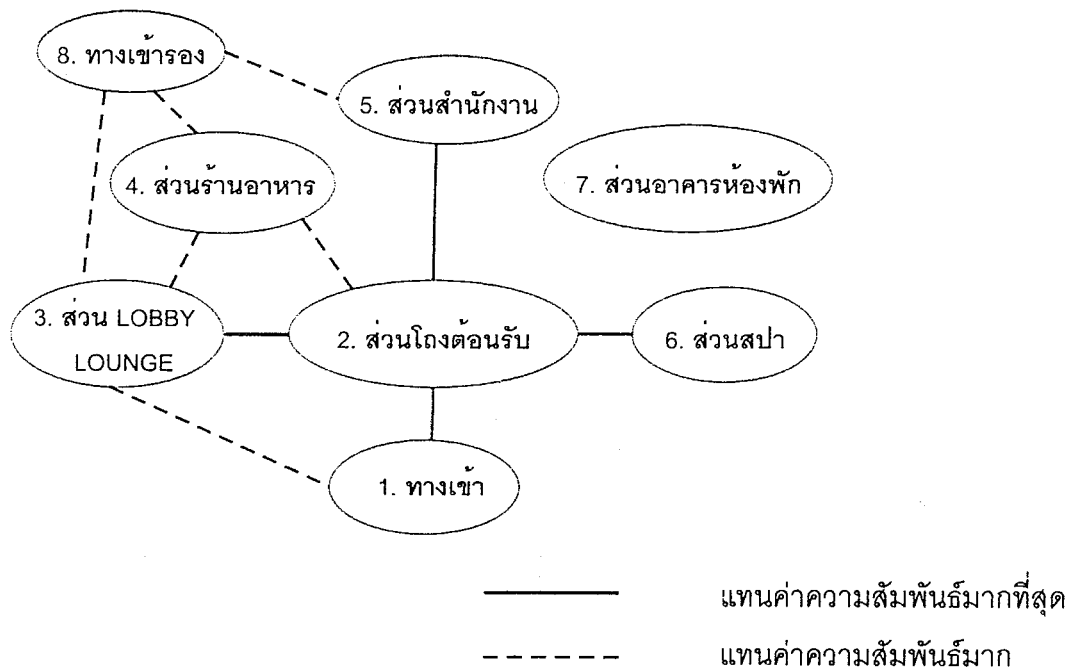 8. ทางเข้ารอง
5. ส่วนสำนักงาน
4. ส่วนร้านอาหาร
7. ส่วนอาคารห้องพัก
3. ส่วน LOBBY
LOUNGE
2. ส่วนโถงต้อนรับ
6. ส่วนสปา
1. ทางเข้า
แทนค่าความสัมพันธ์มากที่สุด
แทนค่าความสัมพันธ์มาก